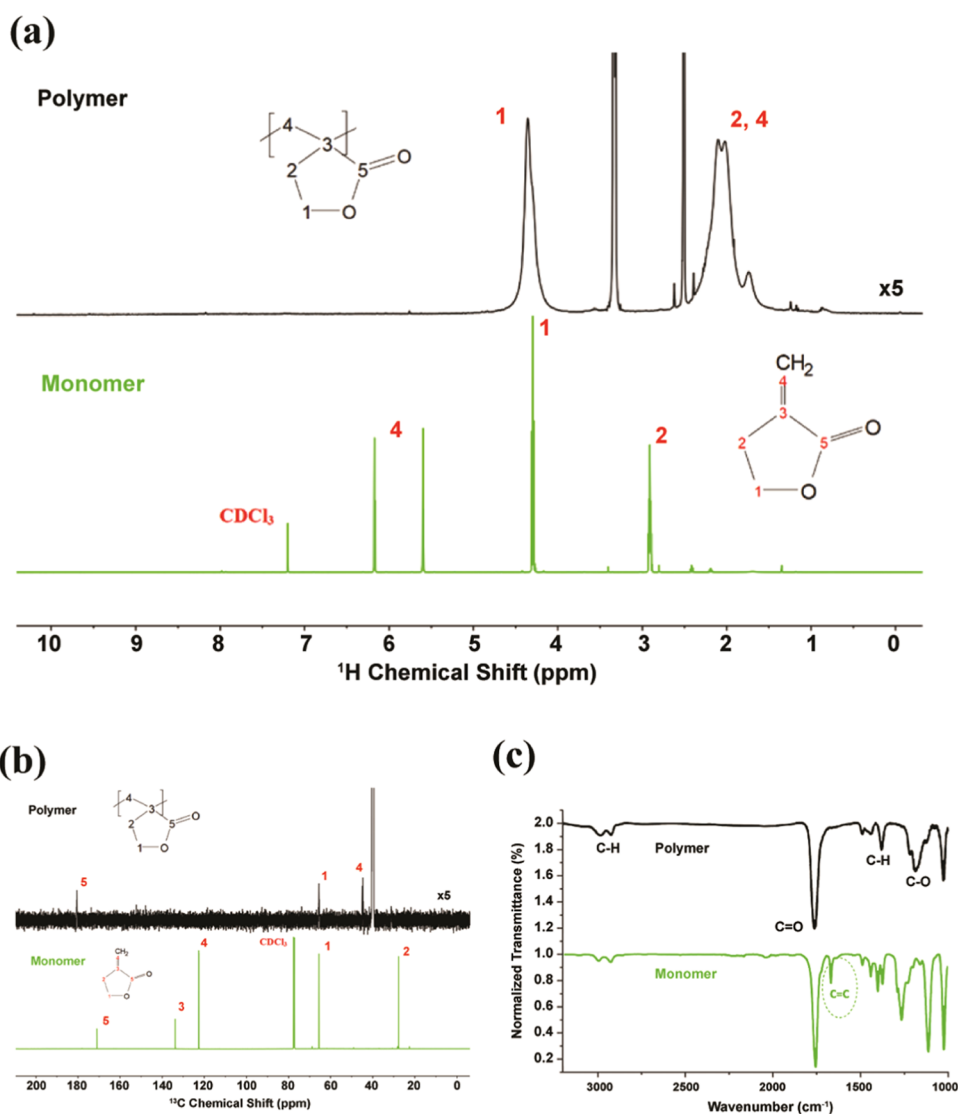 (a)
Polymer
4
3
2
5
O
1
O
1
2, 4
x5
Monomer
4
CDCl₃
1
2
CH₂
4
3
2
5
O
1
O
10 9 8 7 6 5 4 3 2 1 0
¹H Chemical Shift (ppm)
(b)
Polymer
4
3
2
5
O
1
O
5
1
4
x5
Monomer
CH₂
O
O
5
3
4
CDCl₃
1
2
200 180 160 140 120 100 80 60 40 20 0
¹³C Chemical Shift (ppm)
(c)
Normalized Transmittance (%)
2.0
1.8
1.6
1.4
1.2
1.0
0.8
0.6
0.4
0.2
C-H
Polymer
C=O
C-H
C-O
Monomer
C=C
3000 2500 2000 1500 1000
Wavenumber (cm⁻¹)